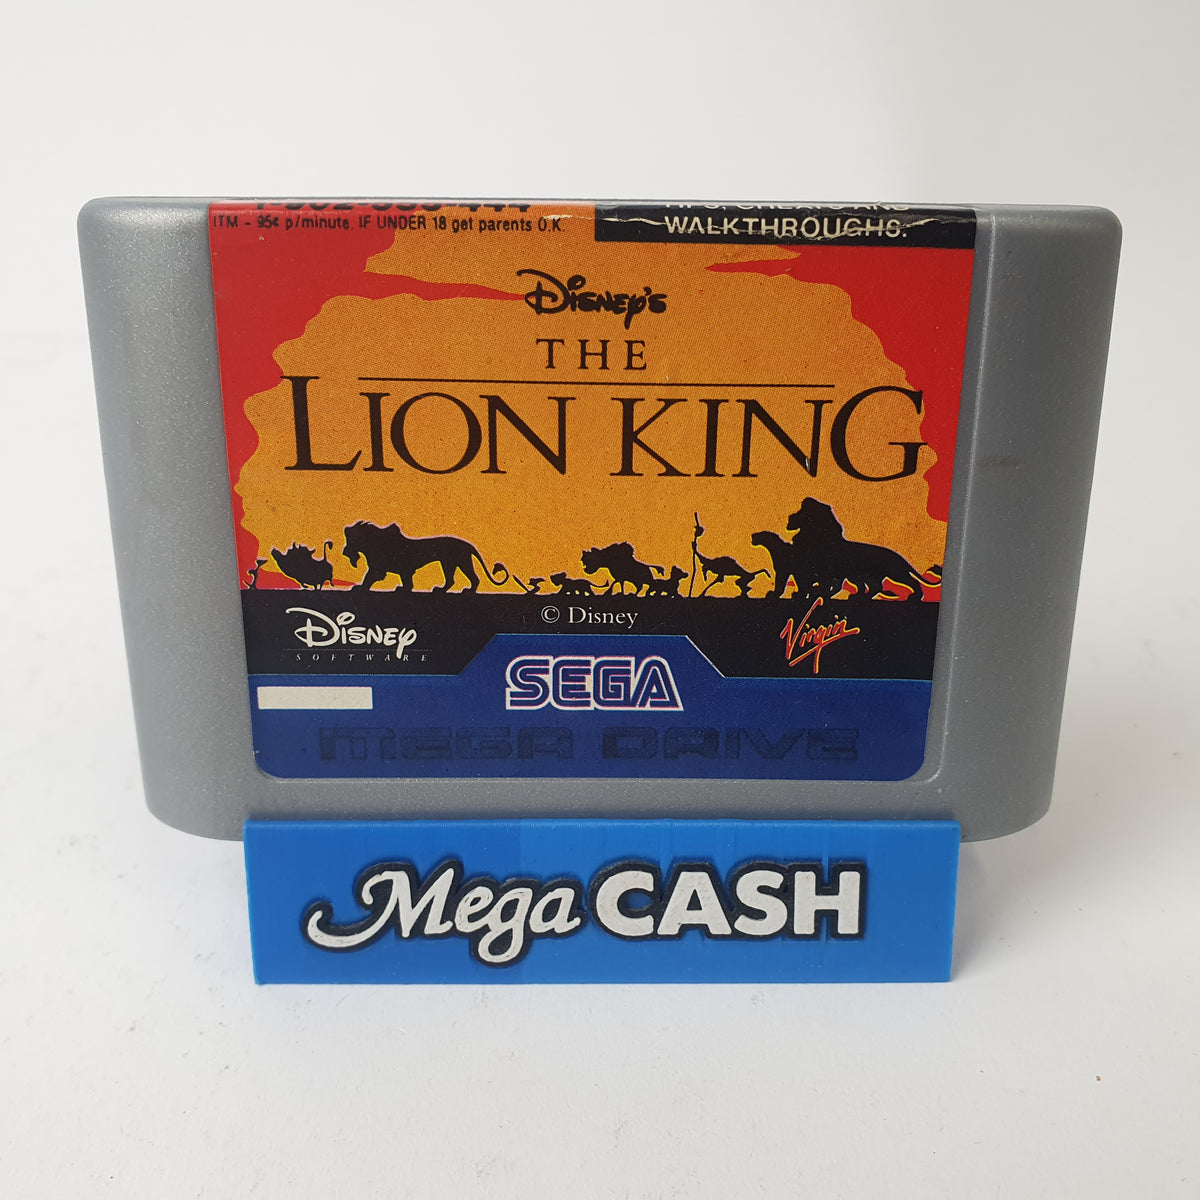 ITM - 95¢ p/minute. IF UNDER 18 get parents O.K.
WALKTHROUGHS.
Disney's
THE
LION KING
© Disney
Disney
SOFTWARE
Virgin
SEGA
MEGA DRIVE
Mega CASH